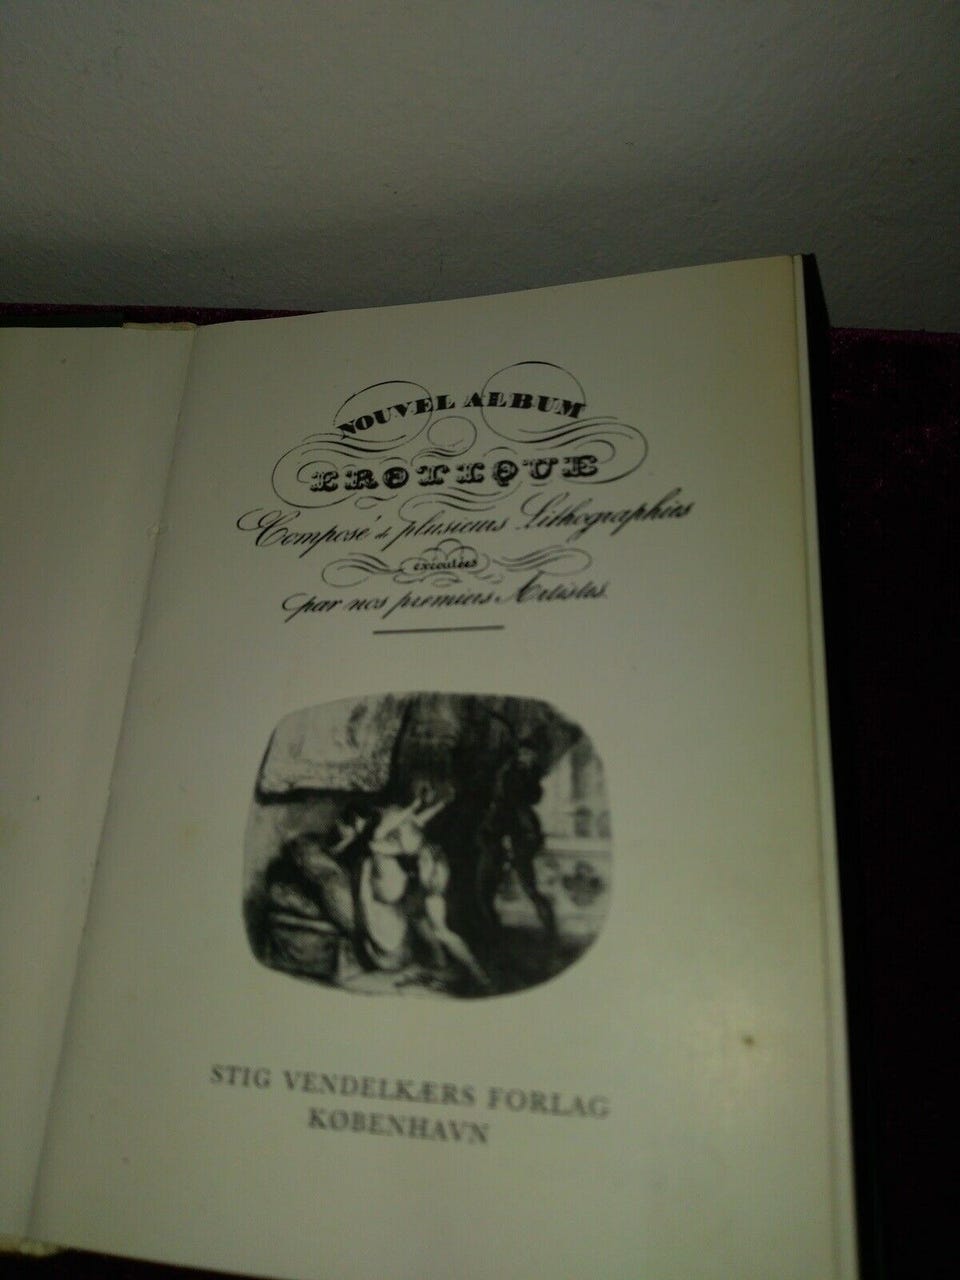 NOUVEL ALBUM
EROTIQUE
Composé de plusieurs Lithographies
exécutées
par nos premiers Artistes.
STIG VENDELKÆRS FORLAG
KØBENHAVN